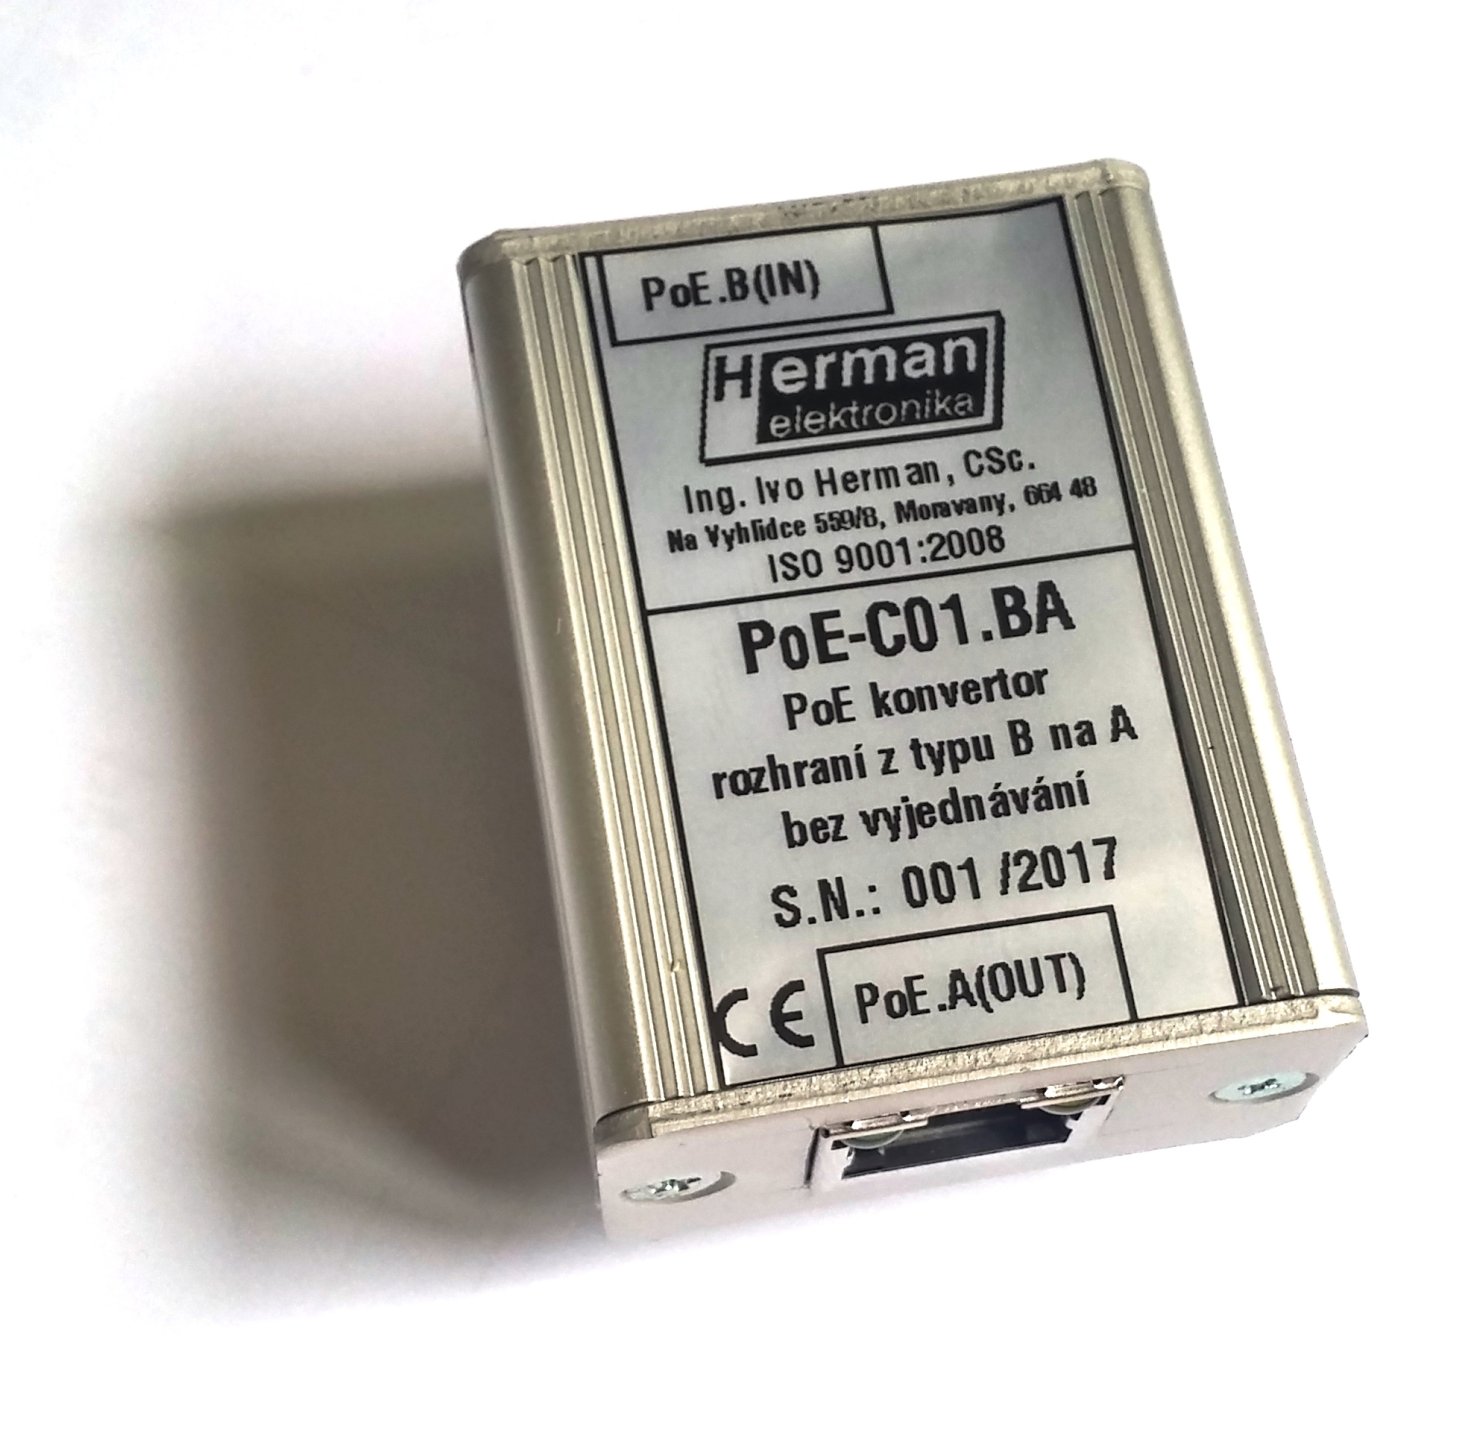 PoE.B(IN)
Herman
elektronika
Ing. Ivo Herman, CSc.
Na Vyhlídce 559/8, Moravany, 664 48
ISO 9001:2008
PoE-C01.BA
PoE konvertor
rozhraní z typu B na A
bez vyjednávání
S.N.: 001 /2017
CE
PoE.A(OUT)